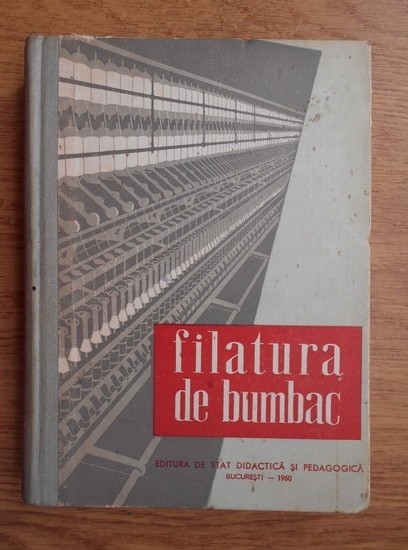 filatura
de bumbac
EDITURA DE STAT DIDACTICĂ ȘI PEDAGOGICĂ
BUCUREȘTI — 1960